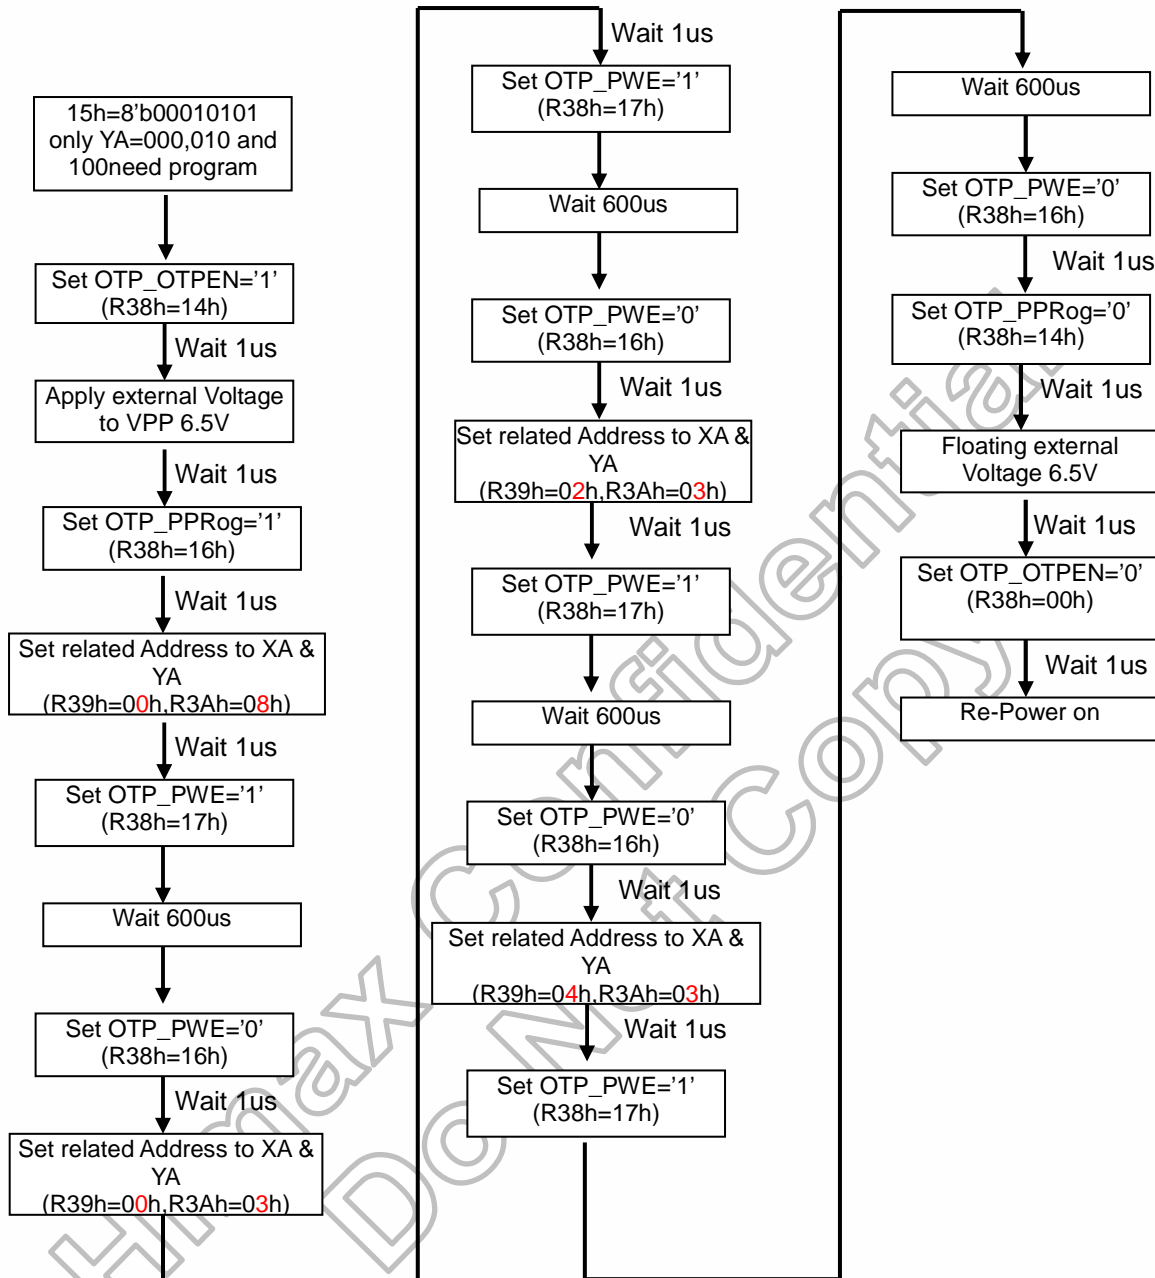 15h=8'b00010101
only YA=000,010 and
100need program
Set OTP_OTPEN='1'
(R38h=14h)
Wait 1us
Apply external Voltage
to VPP 6.5V
Wait 1us
Set OTP_PPRog='1'
(R38h=16h)
Wait 1us
Set related Address to XA &
YA
(R39h=00h,R3Ah=08h)
Wait 1us
Set OTP_PWE='1'
(R38h=17h)
Wait 600us
Set OTP_PWE='0'
(R38h=16h)
Wait 1us
Set related Address to XA &
YA
(R39h=00h,R3Ah=03h)
Wait 1us
Set OTP_PWE='1'
(R38h=17h)
Wait 600us
Set OTP_PWE='0'
(R38h=16h)
Wait 1us
Set related Address to XA &
YA
(R39h=02h,R3Ah=03h)
Wait 1us
Set OTP_PWE='1'
(R38h=17h)
Wait 600us
Set OTP_PWE='0'
(R38h=16h)
Wait 1us
Set related Address to XA &
YA
(R39h=04h,R3Ah=03h)
Wait 1us
Set OTP_PWE='1'
(R38h=17h)
Wait 600us
Set OTP_PWE='0'
(R38h=16h)
Wait 1us
Set OTP_PPRog='0'
(R38h=14h)
Wait 1us
Floating external
Voltage 6.5V
Wait 1us
Set OTP_OTPEN='0'
(R38h=00h)
Wait 1us
Re-Power on
Himax Confidential
Do Not Copy